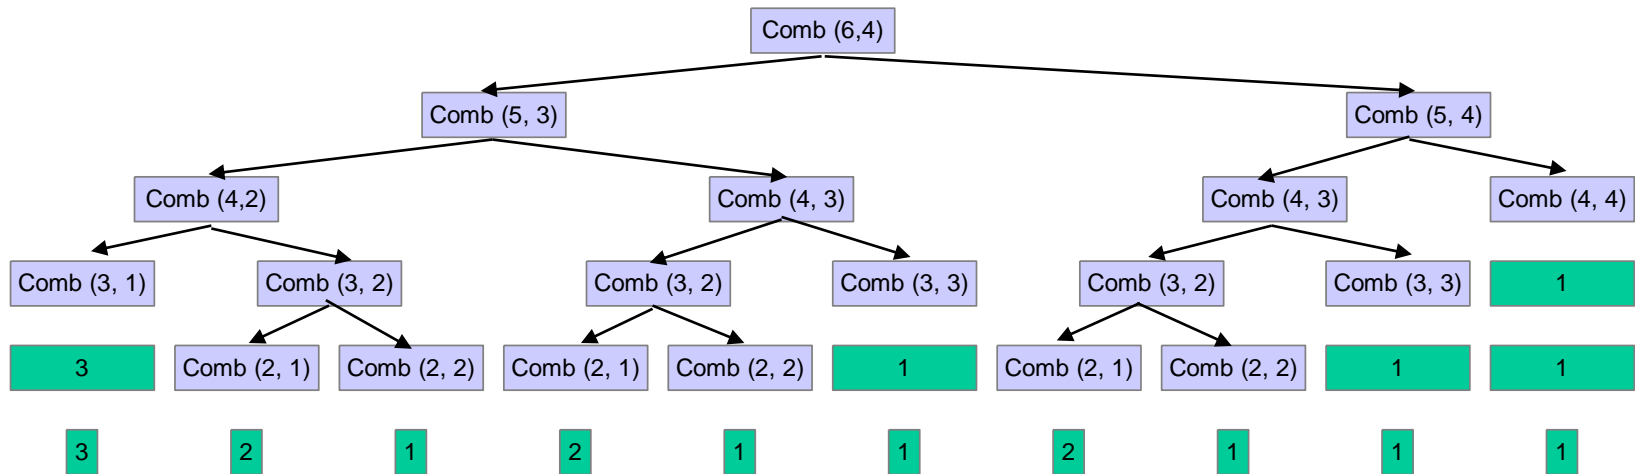 Comb (6,4)
Comb (5, 3)
Comb (5, 4)
Comb (4,2)
Comb (4, 3)
Comb (4, 3)
Comb (4, 4)
Comb (3, 1)
Comb (3, 2)
Comb (3, 2)
Comb (3, 3)
Comb (3, 2)
Comb (3, 3)
1
3
Comb (2, 1)
Comb (2, 2)
Comb (2, 1)
Comb (2, 2)
1
Comb (2, 1)
Comb (2, 2)
1
1
3
2
1
2
1
1
2
1
1
1